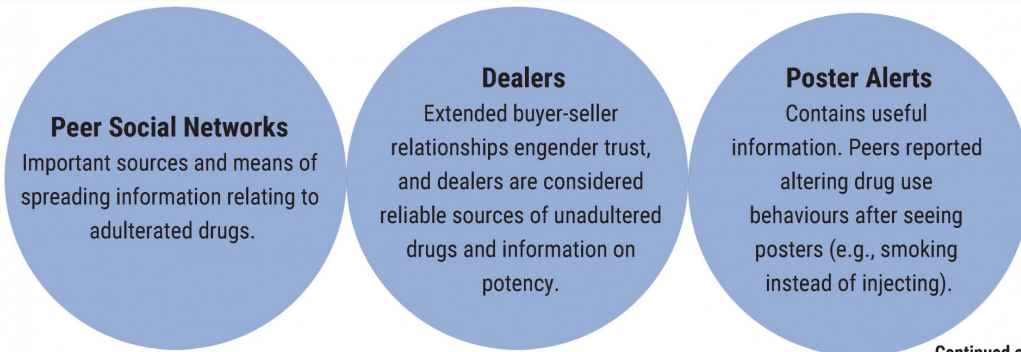 Peer Social Networks
Important sources and means of
spreading information relating to
adulterated drugs.
Dealers
Extended buyer-seller
relationships engender trust,
and dealers are considered
reliable sources of unadultered
drugs and information on
potency.
Poster Alerts
Contains useful
information. Peers reported
altering drug use
behaviours after seeing
posters (e.g., smoking
instead of injecting).